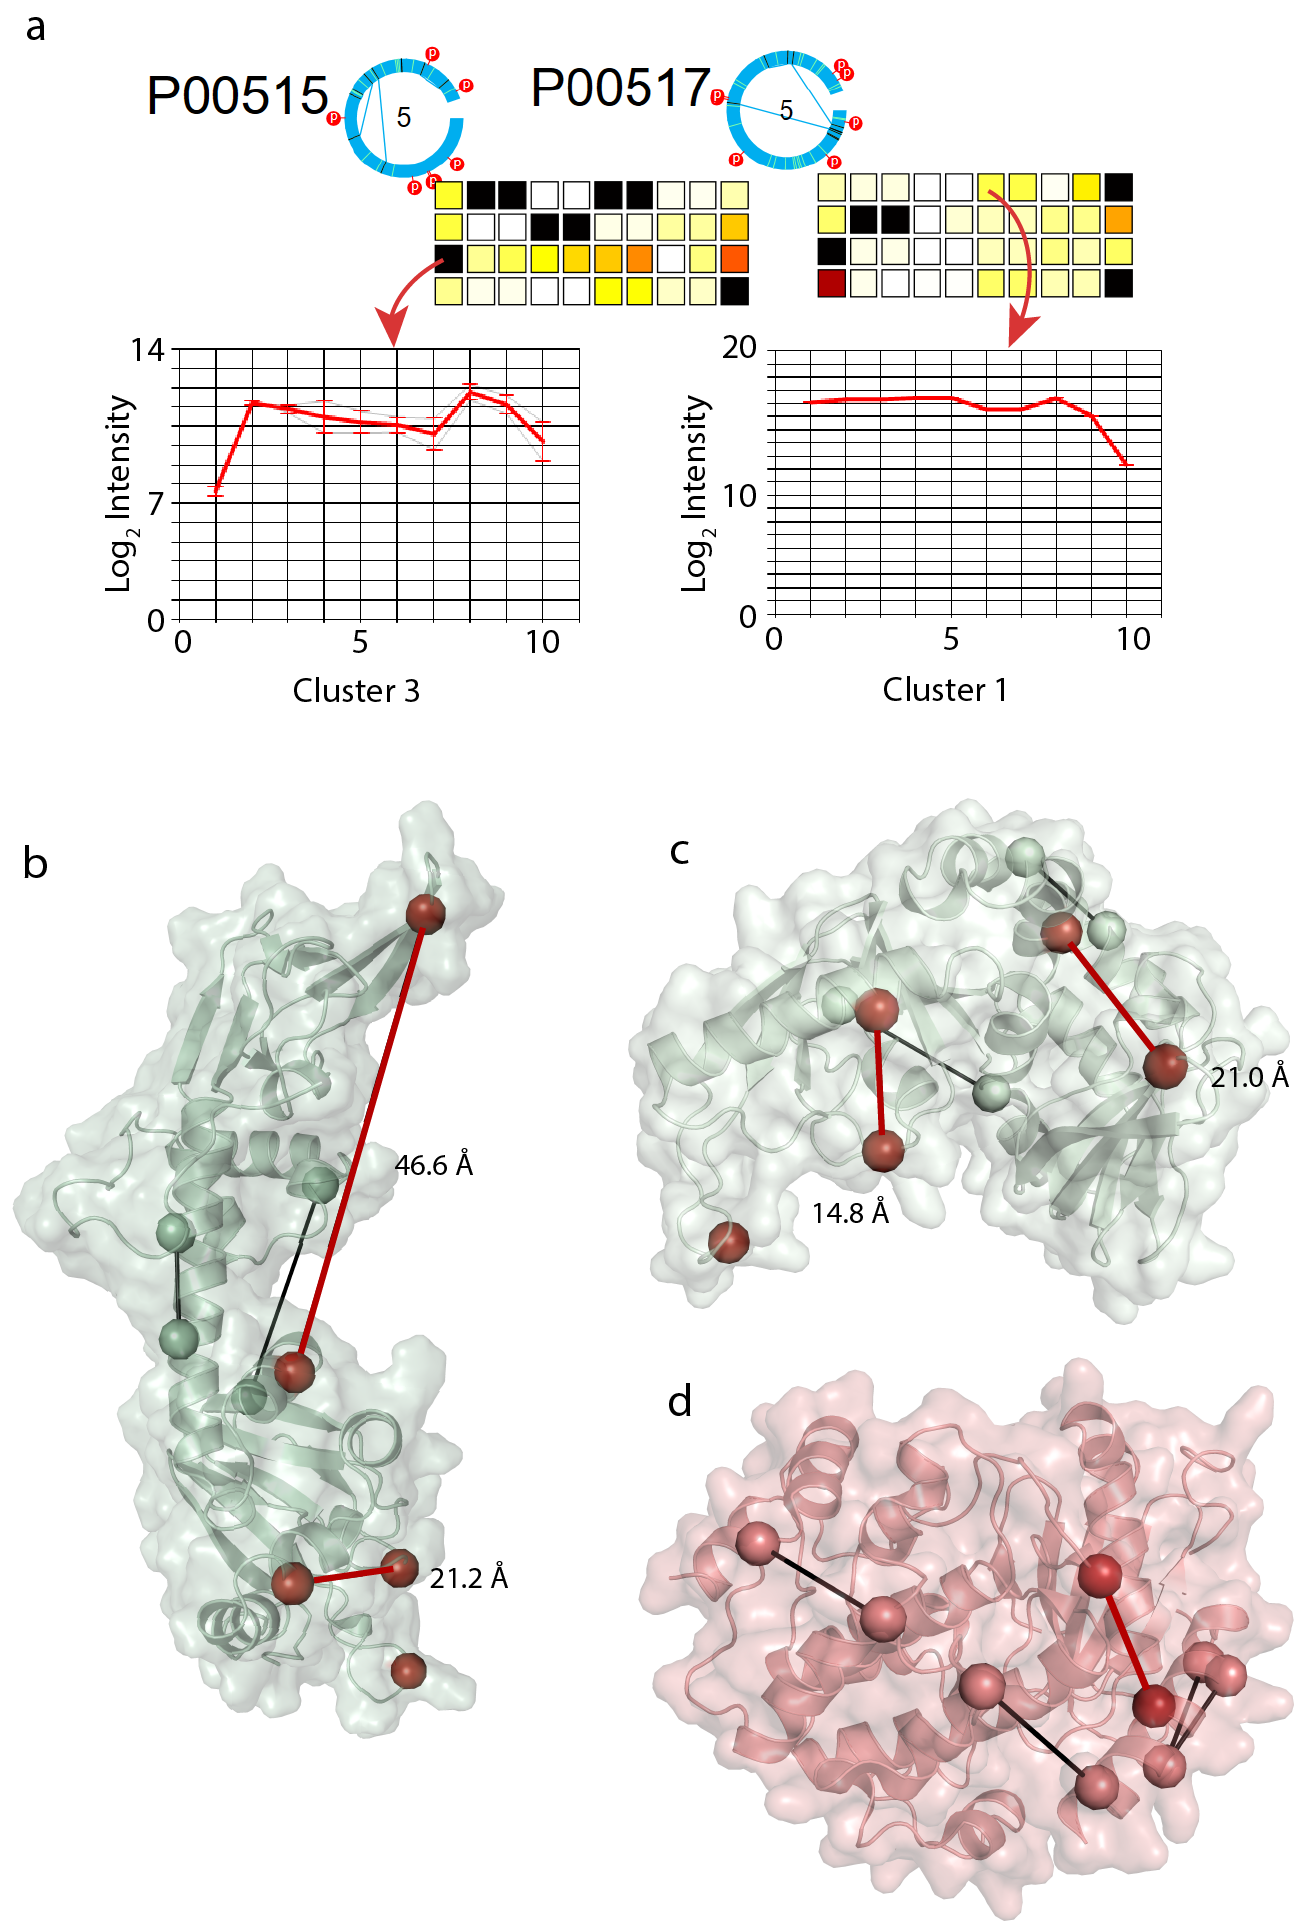 a
P00515
5
P P P P P P
P00517
5
P P P P P P
14
7
0
Log2 Intensity
0 5 10
Cluster 3
20
10
0
Log2 Intensity
0 5 10
Cluster 1
b
46.6 Å
21.2 Å
c
21.0 Å
14.8 Å
d